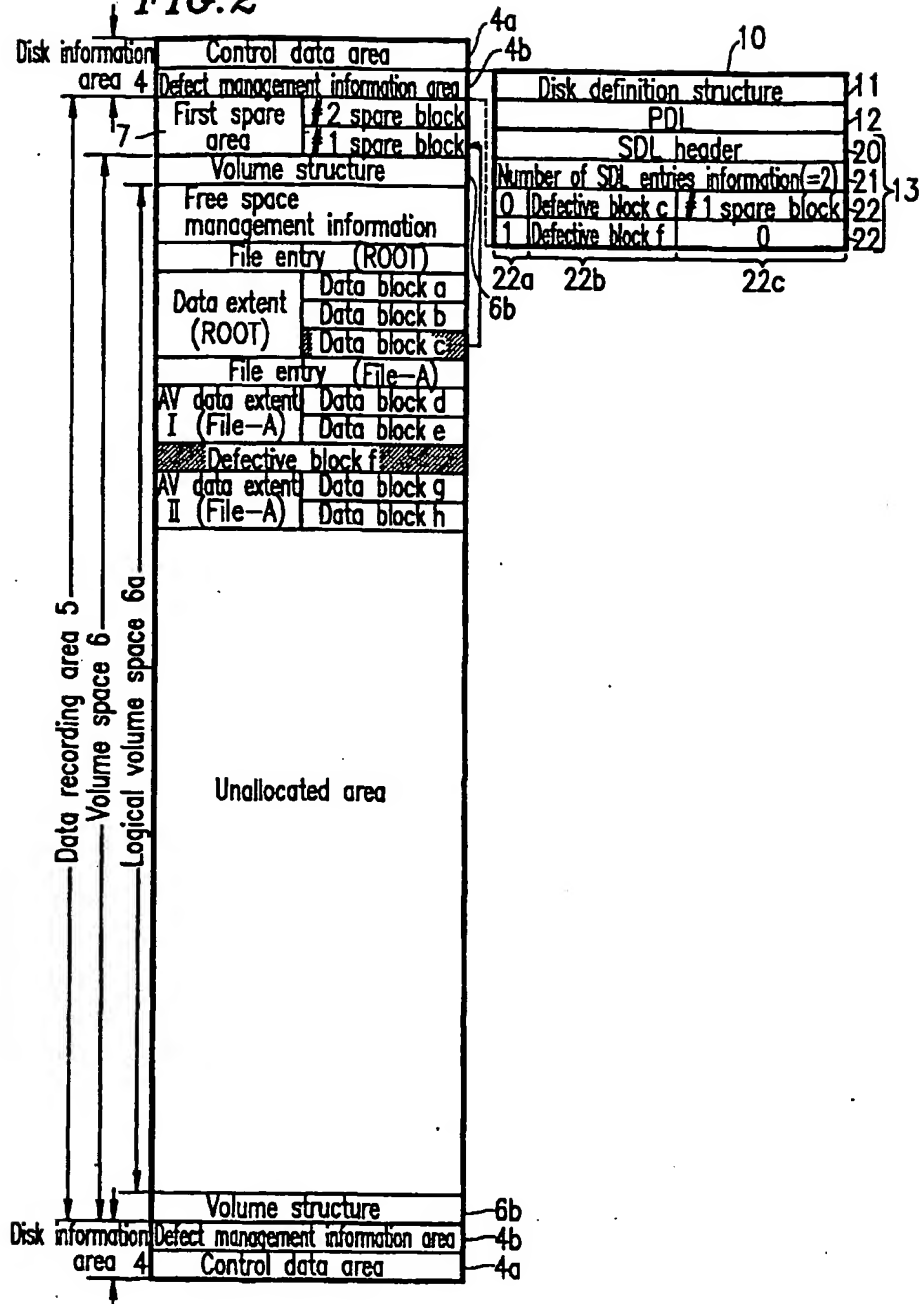 FIG.2
Disk information area 4
Control data area
4a
Defect management information area
4b
7
First spare area
#2 spare block
#1 spare block
Volume structure
6b
Free space management information
File entry (ROOT)
Data extent (ROOT)
Data block a
Data block b
Data block c
File entry (File-A)
AV data extent I (File-A)
Data block d
Data block e
Defective block f
AV data extent II (File-A)
Data block g
Data block h
Unallocated area
Data recording area 5
Volume space 6
Logical volume space 6a
Volume structure
6b
Disk information area 4
Defect management information area
4b
Control data area
4a
10
Disk definition structure
11
PDL
12
SDL header
20
Number of SDL entries information(=2)
21
13
0 Defective block c #1 spare block
22
1 Defective block f 0
22
22a 22b 22c